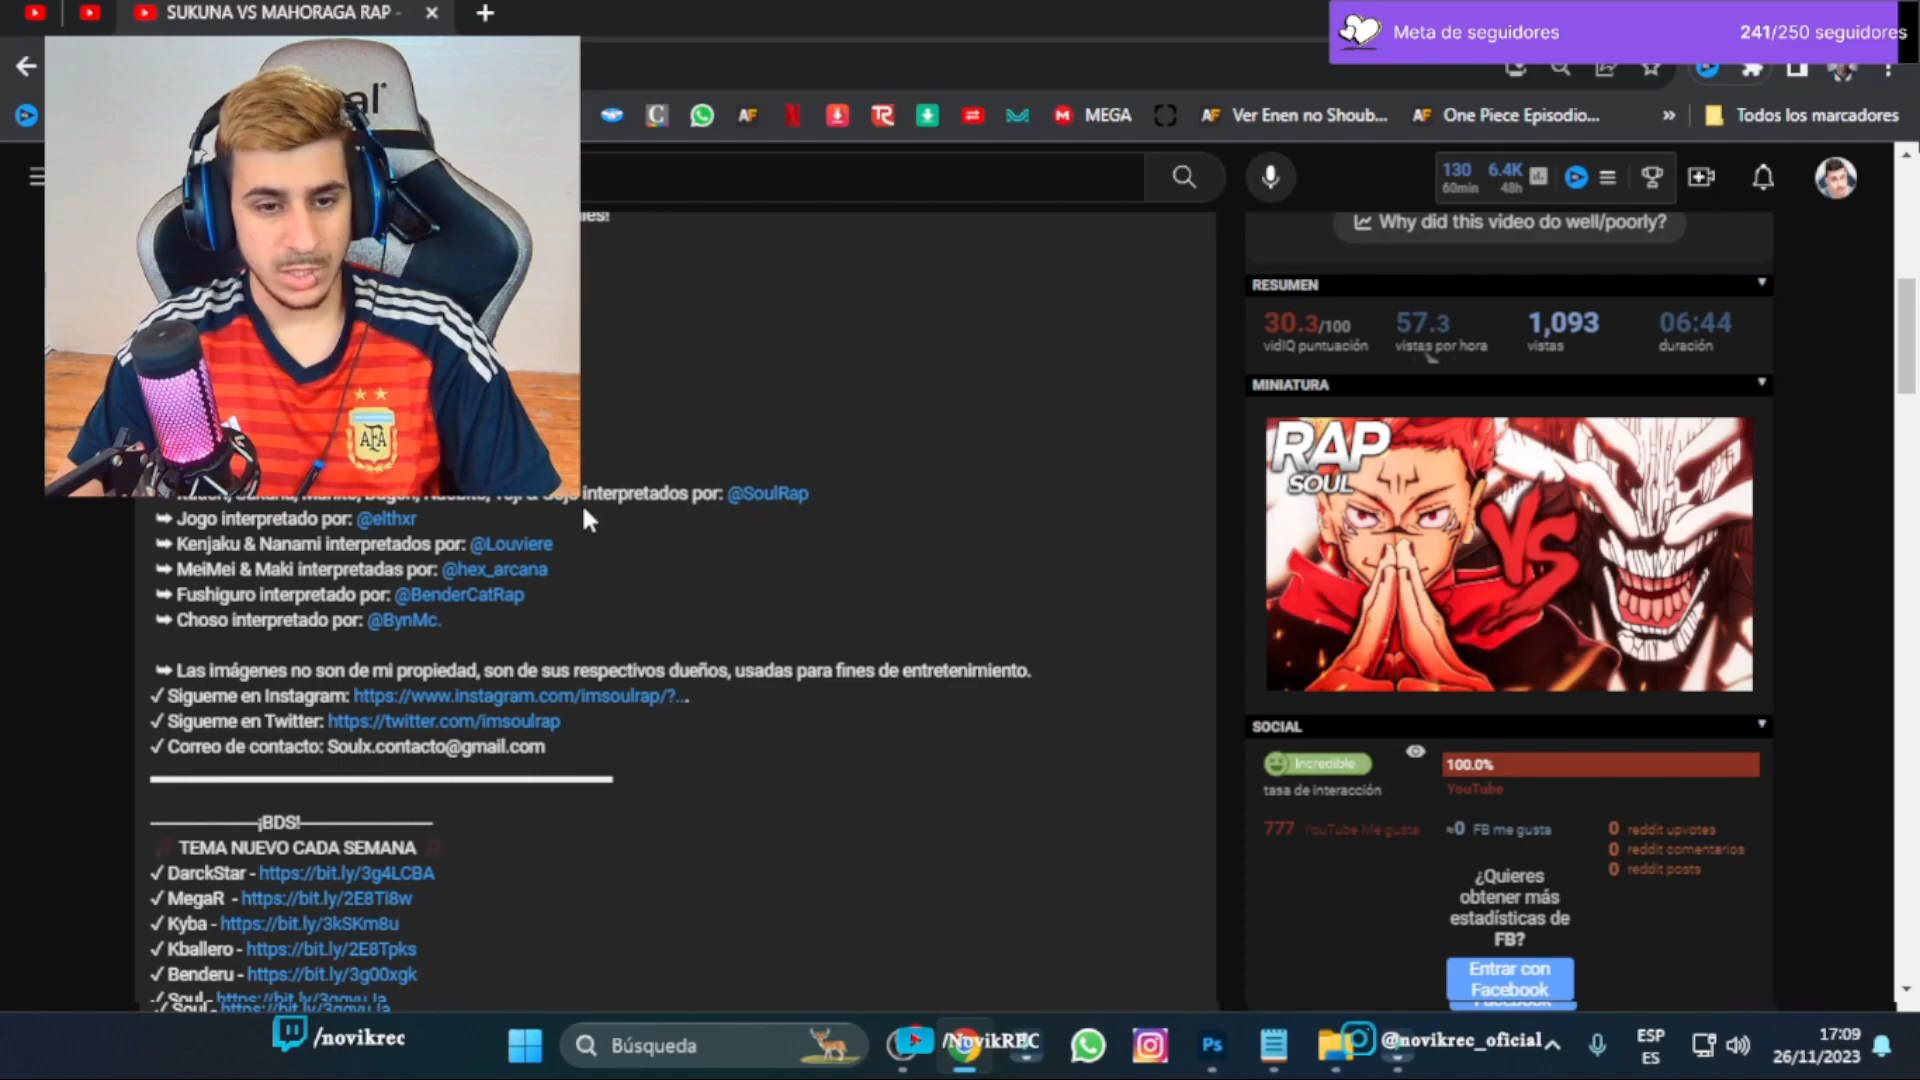 SUKUNA VS MAHORAGA RAP -
Meta de seguidores
241/250 seguidores
MEGA
Ver Enen no Shoub...
One Piece Episodio...
Todos los marcadores
130
60min
6.4K
48h
Why did this video do well/poorly?
RESUMEN
30.3/100
vidIQ puntuación
57.3
vistas por hora
1,093
vistas
06:44
duración
MINIATURA
RAP
SOUL
VS
AFA
interpretados por: @SoulRap
➥ Jogo interpretado por: @elthxr
➥ Kenjaku & Nanami interpretados por: @Louviere
➥ MeiMei & Maki interpretadas por: @hex_arcana
➥ Fushiguro interpretado por: @BenderCatRap
➥ Choso interpretado por: @BynMc.
➥ Las imágenes no son de mi propiedad, son de sus respectivos dueños, usadas para fines de entretenimiento.
✓ Sigueme en Instagram: https://www.instagram.com/imsoulrap/?...
✓ Sigueme en Twitter: https://twitter.com/imsoulrap
✓ Correo de contacto: Soulx.contacto@gmail.com
¡BDS!
TEMA NUEVO CADA SEMANA
✓ DarckStar - https://bit.ly/3g4LCBA
✓ MegaR - https://bit.ly/2E8Tl8w
✓ Kyba - https://bit.ly/3kSKm8u
✓ Kballero - https://bit.ly/2E8Tpks
✓ Benderu - https://bit.ly/3g00xgk
SOCIAL
Incredible
tasa de interacción
100.0%
YouTube
777 YouTube Me gusta
≈0 FB me gusta
0 reddit upvotes
0 reddit comentarios
0 reddit posts
¿Quieres
obtener más
estadísticas de
FB?
Entrar con
Facebook
/novikrec
Búsqueda
/NovikREC
Ps
@novikrec_oficial
ESP
ES
17:09
26/11/2023